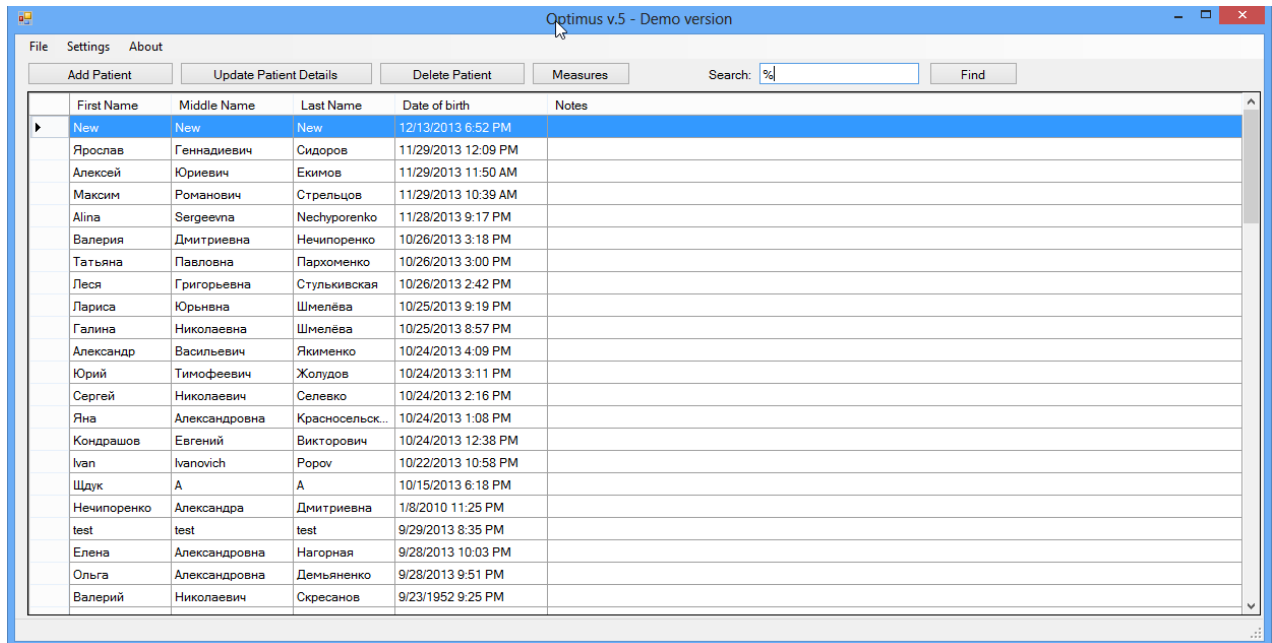 Optimus v.5 - Demo version
File Settings About
Add Patient Update Patient Details Delete Patient Measures Search: % Find
First Name Middle Name Last Name Date of birth Notes
New New New 12/13/2013 6:52 PM
Ярослав Геннадиевич Сидоров 11/29/2013 12:09 PM
Алексей Юриевич Екимов 11/29/2013 11:50 AM
Максим Романович Стрельцов 11/29/2013 10:39 AM
Alina Sergeevna Nechyporenko 11/28/2013 9:17 PM
Валерия Дмитриевна Нечипоренко 10/26/2013 3:18 PM
Татьяна Павловна Пархоменко 10/26/2013 3:00 PM
Леся Григорьевна Стулькивская 10/26/2013 2:42 PM
Лариса Юрьнвна Шмелёва 10/25/2013 9:19 PM
Галина Николаевна Шмелёва 10/25/2013 8:57 PM
Александр Васильевич Якименко 10/24/2013 4:09 PM
Юрий Тимофеевич Жолудов 10/24/2013 3:11 PM
Сергей Николаевич Селевко 10/24/2013 2:16 PM
Яна Александровна Красносельск... 10/24/2013 1:08 PM
Кондрашов Евгений Викторович 10/24/2013 12:38 PM
Ivan Ivanovich Popov 10/22/2013 10:58 PM
Щдук A A 10/15/2013 6:18 PM
Нечипоренко Александра Дмитриевна 1/8/2010 11:25 PM
test test test 9/29/2013 8:35 PM
Елена Александровна Нагорная 9/28/2013 10:03 PM
Ольга Александровна Демьяненко 9/28/2013 9:51 PM
Валерий Николаевич Скресанов 9/23/1952 9:25 PM